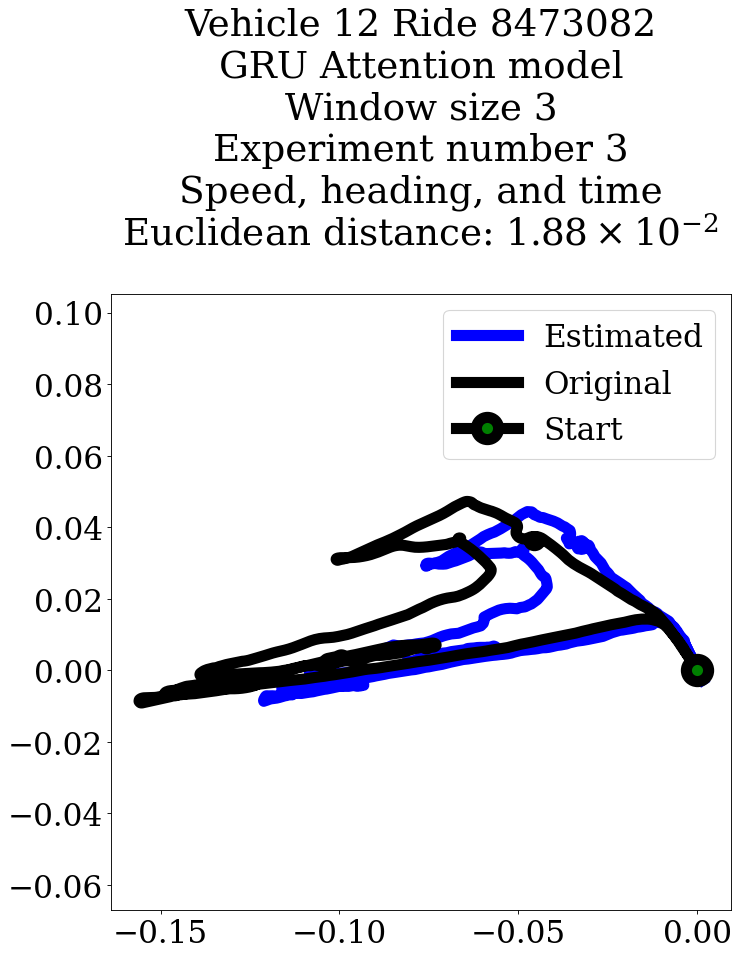 Vehicle 12 Ride 8473082
GRU Attention model
Window size 3
Experiment number 3
Speed, heading, and time
Euclidean distance: 1.88 × 10⁻²
Estimated
Original
Start
0.10
0.08
0.06
0.04
0.02
0.00
−0.02
−0.04
−0.06
−0.15 −0.10 −0.05 0.00